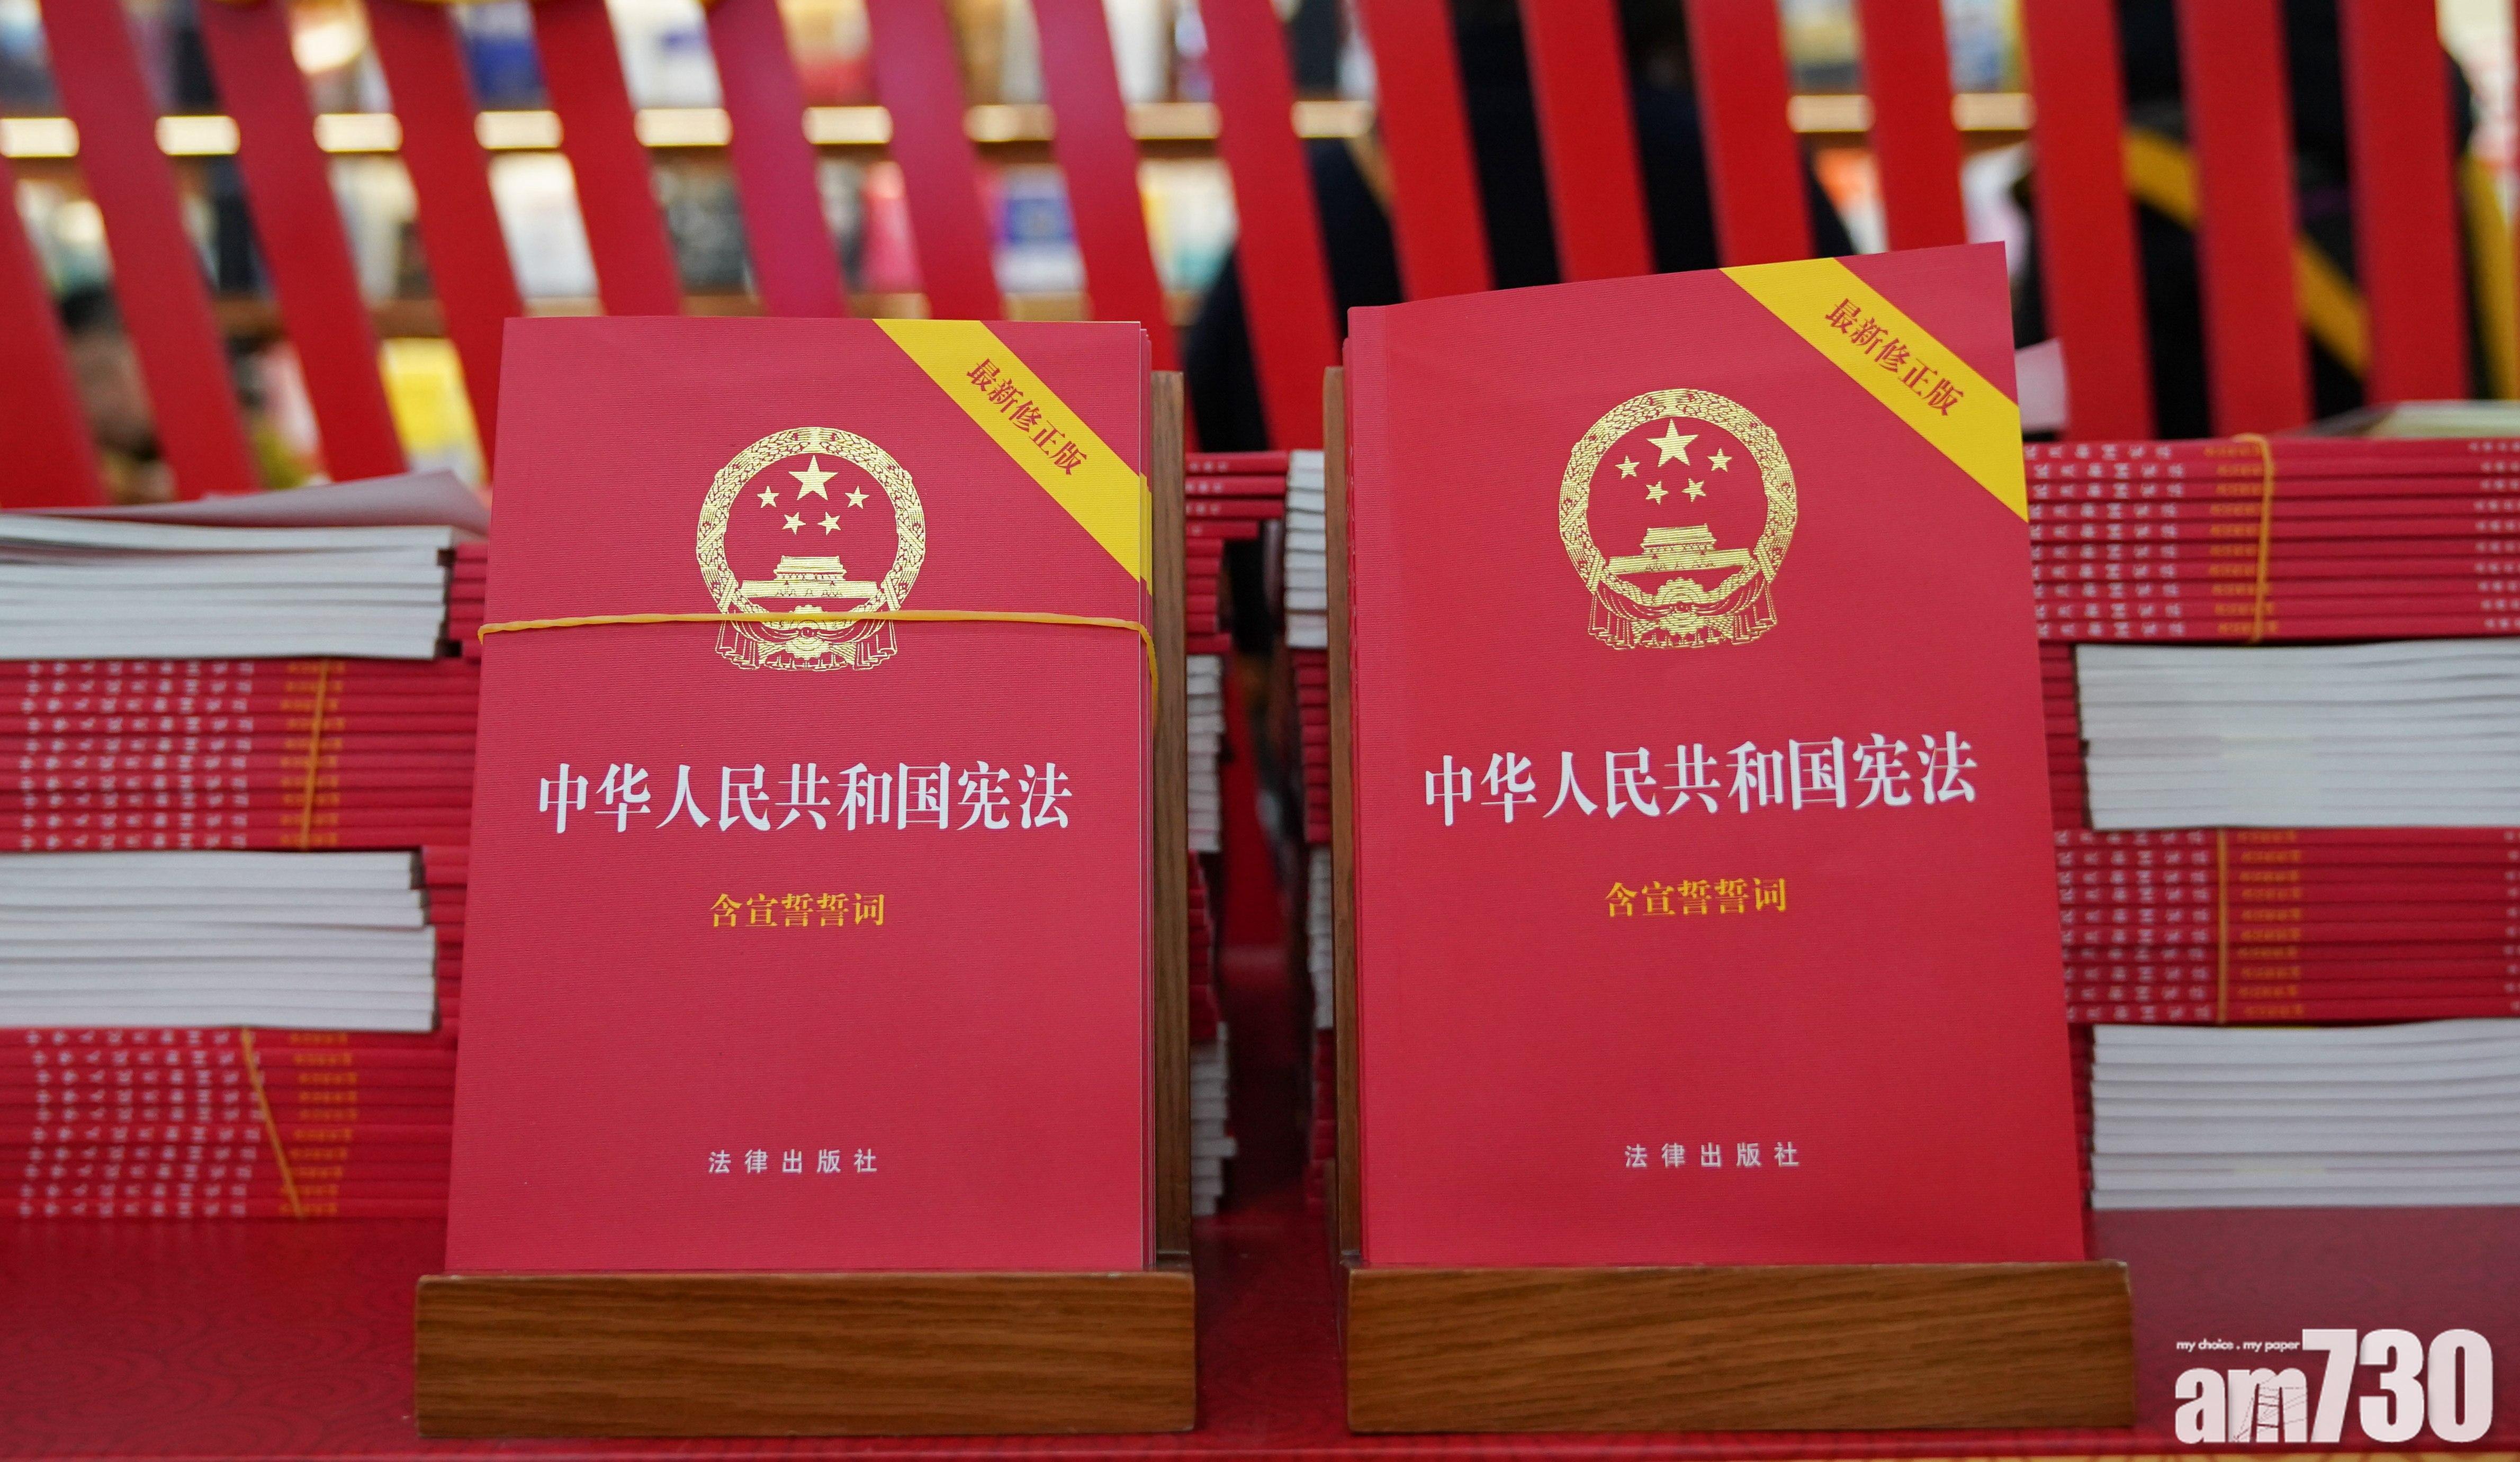 最新修正版
中华人民共和国宪法
含宣誓誓词
法律出版社
最新修正版
中华人民共和国宪法
含宣誓誓词
法律出版社
my choice . my paper
am730